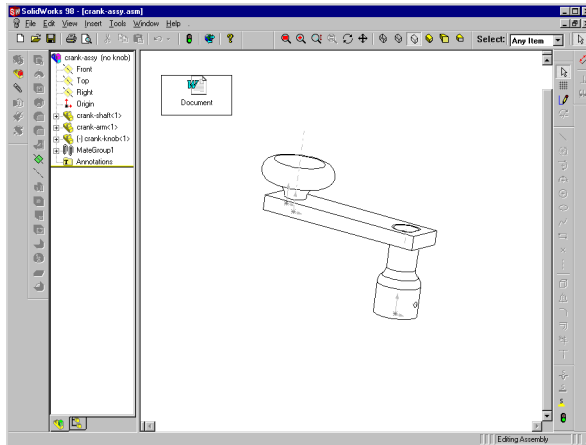 SolidWorks 98 - [crank-assy.asm]
File Edit View Insert Tools Window Help
Select: Any Item
crank-assy (no knob)
Front
Top
Right
Origin
crank-shaft<1>
crank-arm<1>
(-) crank-knob<1>
MateGroup1
Annotations
Document
Editing Assembly